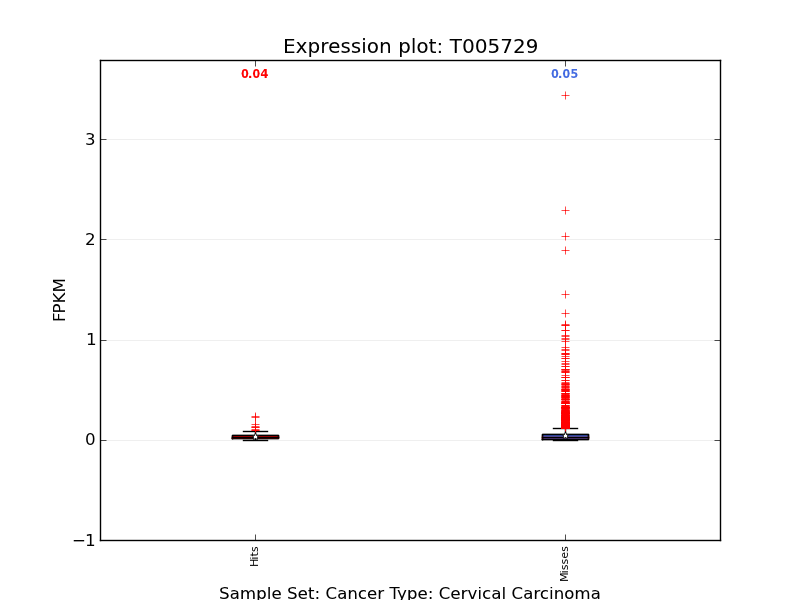 Expression plot: T005729
0.04
0.05
3
2
1
0
−1
FPKM
Hits
Misses
Sample Set: Cancer Type: Cervical Carcinoma